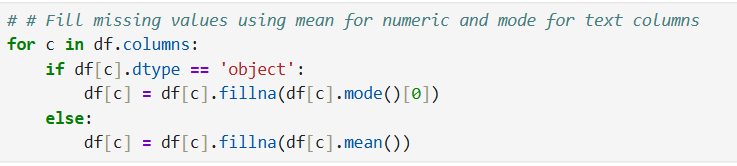 # # Fill missing values using mean for numeric and mode for text columns
for c in df.columns:
    if df[c].dtype == 'object':
        df[c] = df[c].fillna(df[c].mode()[0])
    else:
        df[c] = df[c].fillna(df[c].mean())